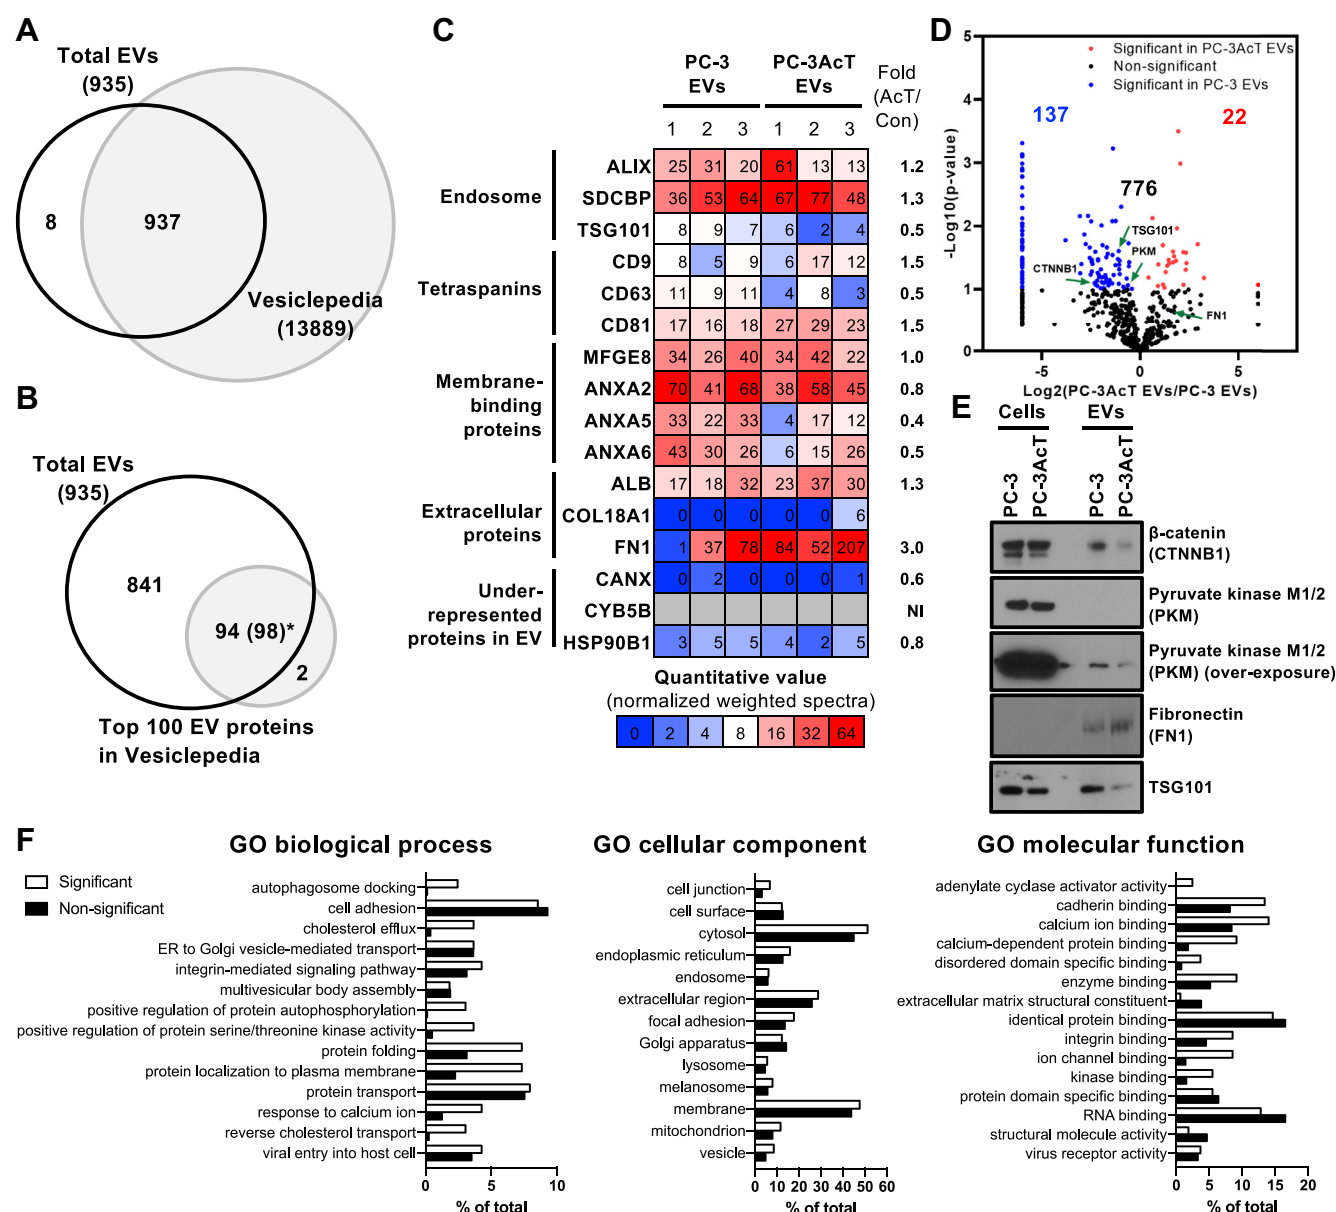 A
Total EVs
(935)
8
937
Vesiclepedia
(13889)
B
Total EVs
(935)
841
94 (98)*
2
Top 100 EV proteins
in Vesiclepedia
C
PC-3
EVs
PC-3AcT
EVs
Fold
(AcT/
Con)
1 2 3 1 2 3
Endosome
ALIX 25 31 20 61 13 13 1.2
SDCBP 36 53 64 67 77 48 1.3
TSG101 8 9 7 6 2 4 0.5
Tetraspanins
CD9 8 5 9 6 17 12 1.5
CD63 11 9 11 4 8 3 0.5
CD81 17 16 18 27 29 23 1.5
Membrane-
binding
proteins
MFGE8 34 26 40 34 42 22 1.0
ANXA2 70 41 68 38 58 45 0.8
ANXA5 33 22 33 4 17 12 0.4
ANXA6 43 30 26 6 15 26 0.5
Extracellular
proteins
ALB 17 18 32 23 37 30 1.3
COL18A1 0 0 0 0 0 6
FN1 1 37 78 84 52 207 3.0
Under-
represented
proteins in EV
CANX 0 2 0 0 0 1 0.6
CYB5B NI
HSP90B1 3 5 5 4 2 5 0.8
Quantitative value
(normalized weighted spectra)
0 2 4 8 16 32 64
D
Significant in PC-3AcT EVs
Non-significant
Significant in PC-3 EVs
137
22
776
TSG101
PKM
CTNNB1
FN1
-Log10(p-value)
5
4
3
2
1
0
-5 0 5
Log2(PC-3AcT EVs/PC-3 EVs)
E
Cells EVs
PC-3
PC-3AcT
PC-3
PC-3AcT
β-catenin
(CTNNB1)
Pyruvate kinase M1/2
(PKM)
Pyruvate kinase M1/2
(PKM) (over-exposure)
Fibronectin
(FN1)
TSG101
F
Significant
Non-significant
GO biological process
autophagosome docking
cell adhesion
cholesterol efflux
ER to Golgi vesicle-mediated transport
integrin-mediated signaling pathway
multivesicular body assembly
positive regulation of protein autophosphorylation
positive regulation of protein serine/threonine kinase activity
protein folding
protein localization to plasma membrane
protein transport
response to calcium ion
reverse cholesterol transport
viral entry into host cell
0 5 10
% of total
GO cellular component
cell junction
cell surface
cytosol
endoplasmic reticulum
endosome
extracellular region
focal adhesion
Golgi apparatus
lysosome
melanosome
membrane
mitochondrion
vesicle
0 10 20 30 40 50 60
% of total
GO molecular function
adenylate cyclase activator activity
cadherin binding
calcium ion binding
calcium-dependent protein binding
disordered domain specific binding
enzyme binding
extracellular matrix structural constituent
identical protein binding
integrin binding
ion channel binding
kinase binding
protein domain specific binding
RNA binding
structural molecule activity
virus receptor activity
0 5 10 15 20
% of total